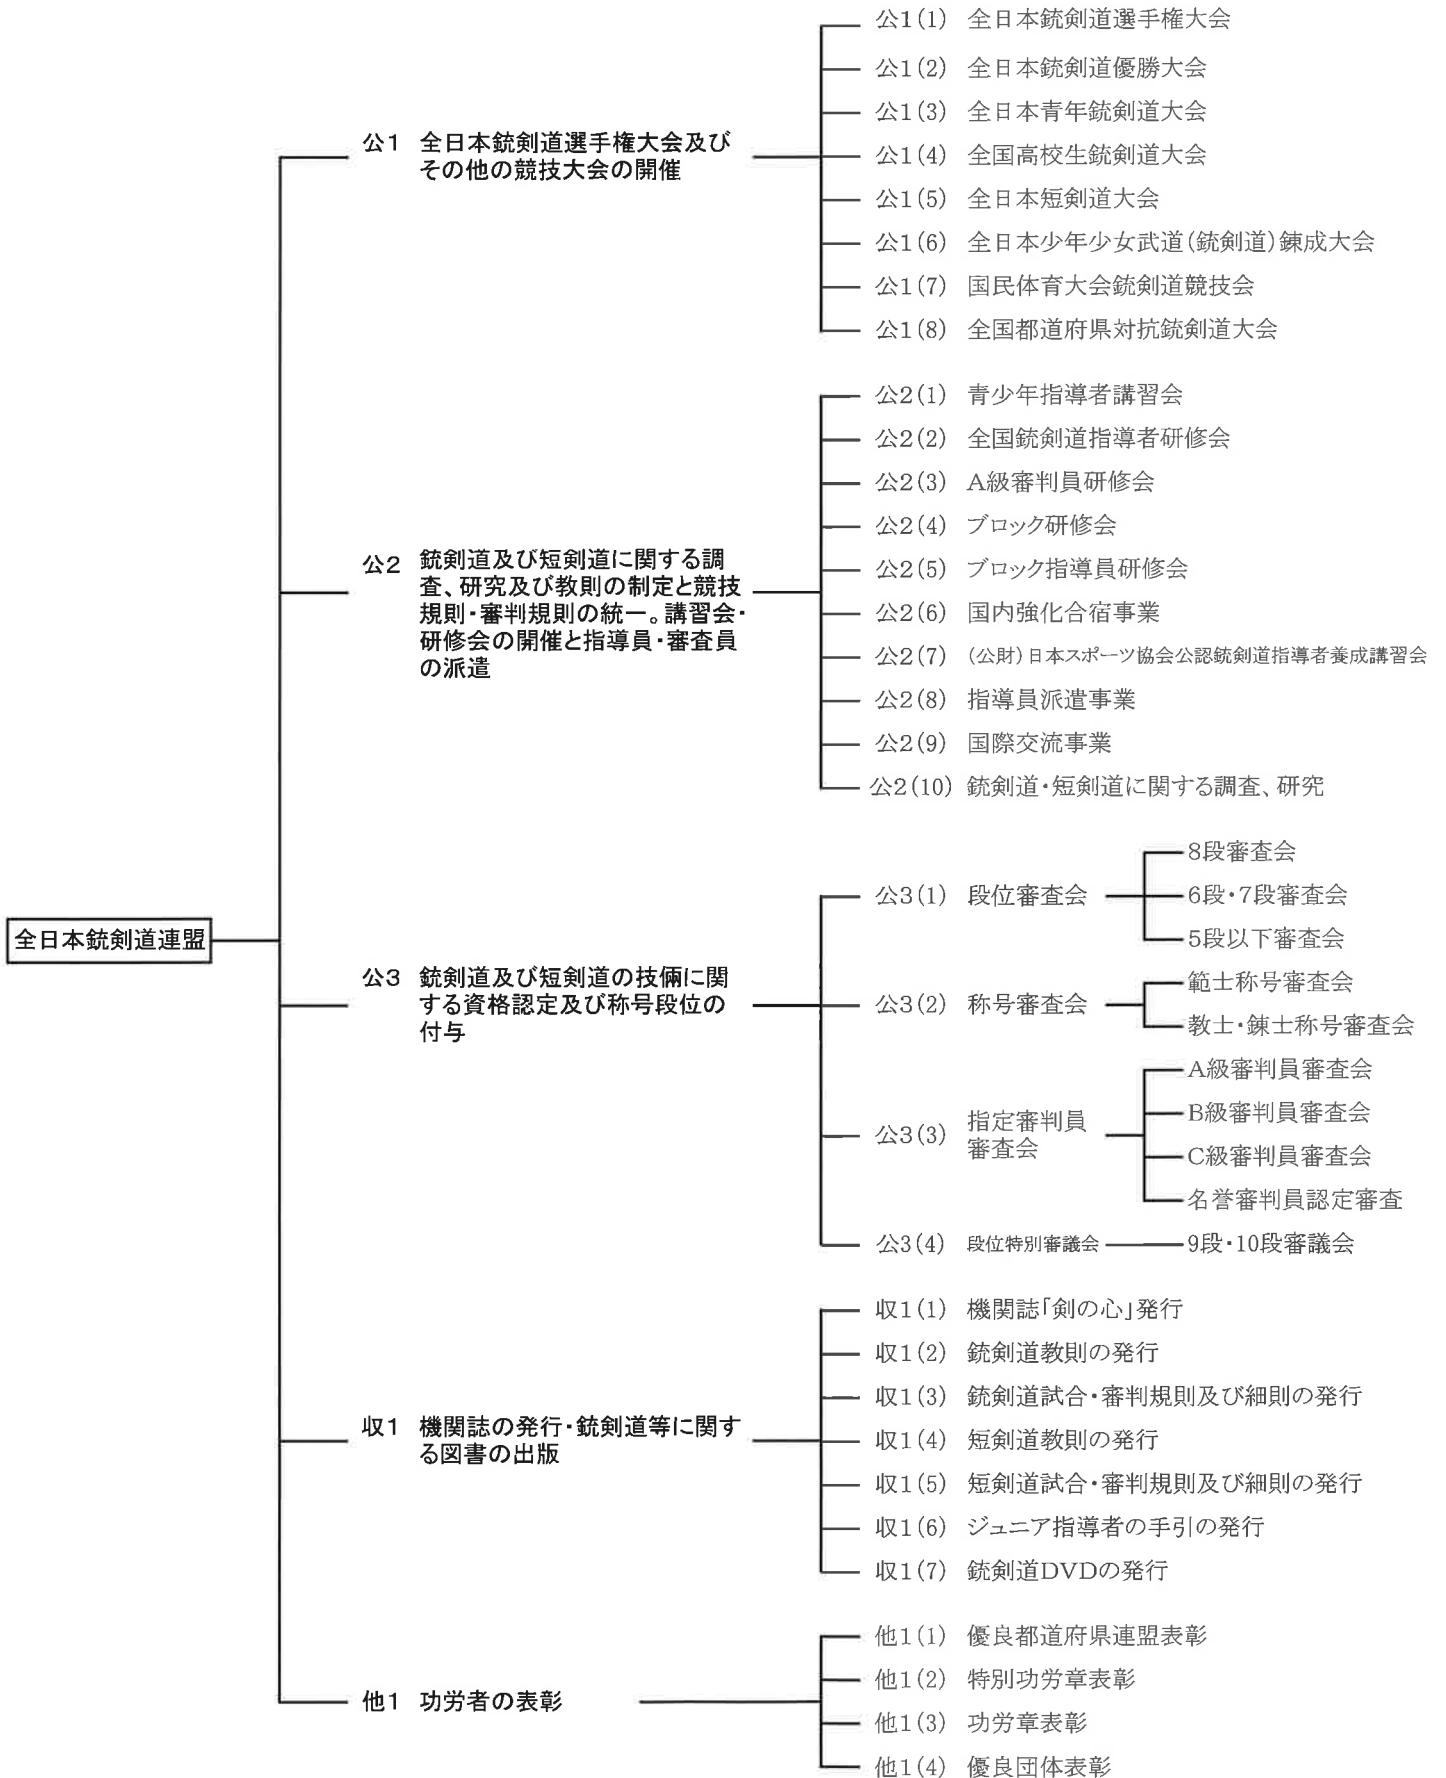 全日本銃剣道連盟
公1 全日本銃剣道選手権大会及び
その他の競技大会の開催
公1(1) 全日本銃剣道選手権大会
公1(2) 全日本銃剣道優勝大会
公1(3) 全日本青年銃剣道大会
公1(4) 全国高校生銃剣道大会
公1(5) 全日本短剣道大会
公1(6) 全日本少年少女武道(銃剣道)錬成大会
公1(7) 国民体育大会銃剣道競技会
公1(8) 全国都道府県対抗銃剣道大会
公2 銃剣道及び短剣道に関する調
査、研究及び教則の制定と競技
規則・審判規則の統一。講習会・
研修会の開催と指導員・審査員
の派遣
公2(1) 青少年指導者講習会
公2(2) 全国銃剣道指導者研修会
公2(3) A級審判員研修会
公2(4) ブロック研修会
公2(5) ブロック指導員研修会
公2(6) 国内強化合宿事業
公2(7) (公財)日本スポーツ協会公認銃剣道指導者養成講習会
公2(8) 指導員派遣事業
公2(9) 国際交流事業
公2(10) 銃剣道・短剣道に関する調査、研究
公3 銃剣道及び短剣道の技倆に関
する資格認定及び称号段位の
付与
公3(1) 段位審査会
8段審査会
6段・7段審査会
5段以下審査会
公3(2) 称号審査会
範士称号審査会
教士・錬士称号審査会
公3(3) 指定審判員
審査会
A級審判員審査会
B級審判員審査会
C級審判員審査会
名誉審判員認定審査
公3(4) 段位特別審議会
9段・10段審議会
収1 機関誌の発行・銃剣道等に関す
る図書の出版
収1(1) 機関誌「剣の心」発行
収1(2) 銃剣道教則の発行
収1(3) 銃剣道試合・審判規則及び細則の発行
収1(4) 短剣道教則の発行
収1(5) 短剣道試合・審判規則及び細則の発行
収1(6) ジュニア指導者の手引の発行
収1(7) 銃剣道DVDの発行
他1 功労者の表彰
他1(1) 優良都道府県連盟表彰
他1(2) 特別功労章表彰
他1(3) 功労章表彰
他1(4) 優良団体表彰